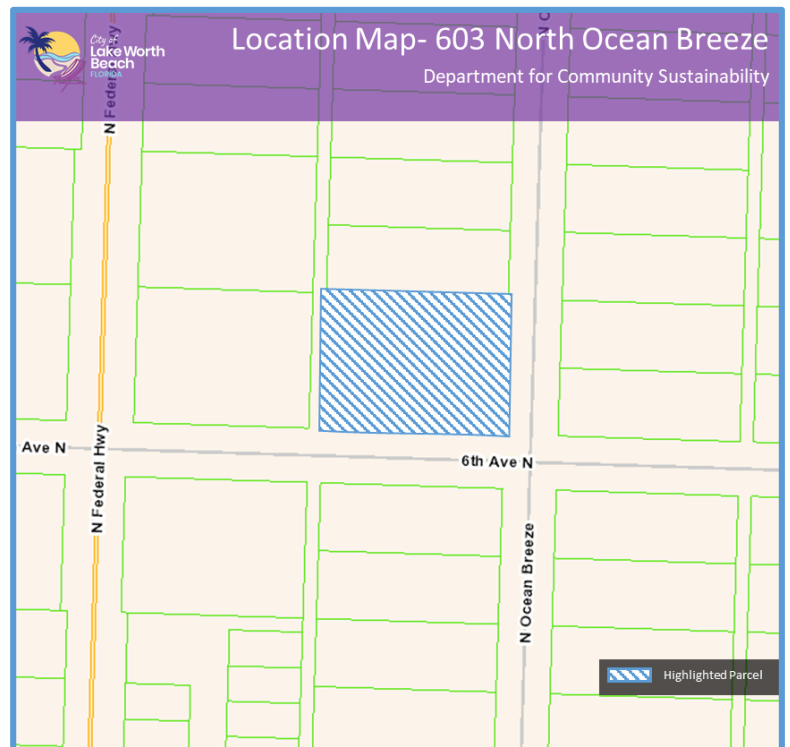 Location Map- 603 North Ocean Breeze
Department for Community Sustainability
City of
Lake Worth
Beach
FLORIDA
Ave N
N Federal Hwy
6th Ave N
N Ocean Breeze
Highlighted Parcel